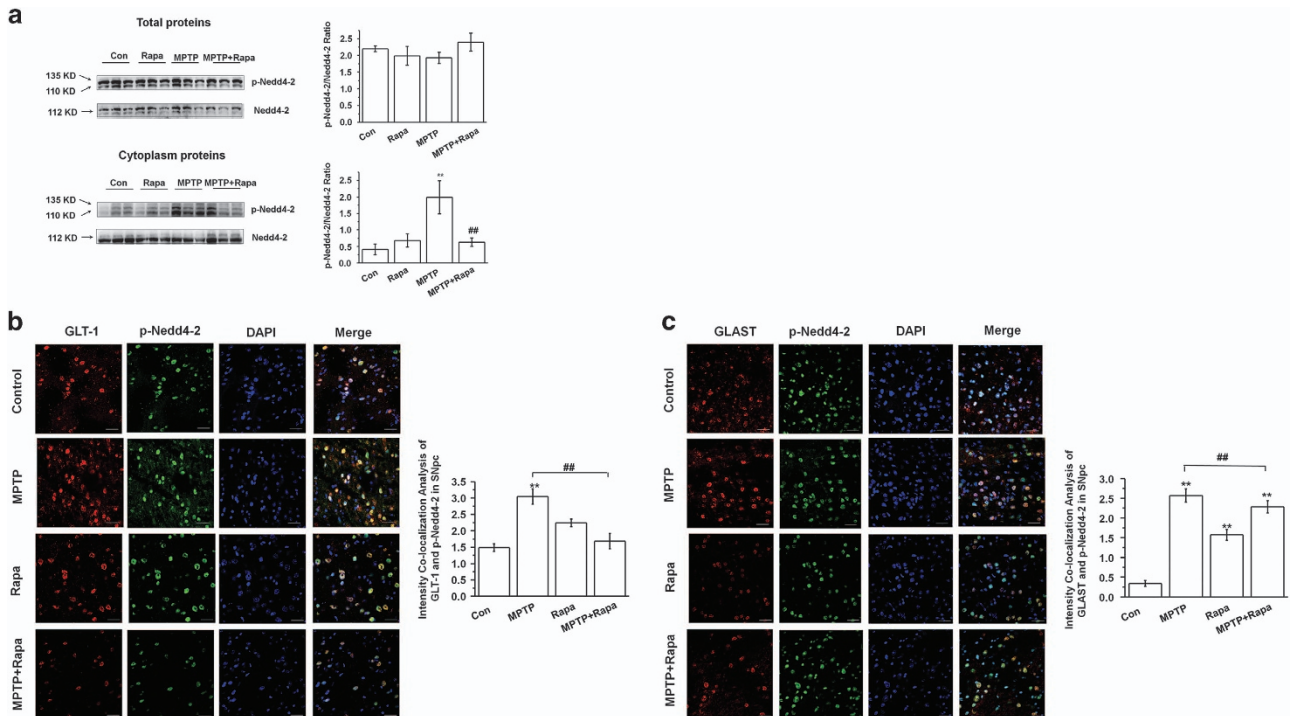 a
Total proteins
Con Rapa MPTP MPTP+Rapa
135 KD
110 KD
p-Nedd4-2
112 KD
Nedd4-2
p-Nedd4-2/Nedd4-2 Ratio
2.5
2.0
1.5
1.0
0.5
0.0
Con Rapa MPTP MPTP+Rapa
Cytoplasm proteins
Con Rapa MPTP MPTP+Rapa
135 KD
110 KD
p-Nedd4-2
112 KD
Nedd4-2
p-Nedd4-2/Nedd4-2 Ratio
2.5
2.0
1.5
1.0
0.5
0.0
**
##
Con Rapa MPTP MPTP+Rapa
b
GLT-1 p-Nedd4-2 DAPI Merge
Control
MPTP
Rapa
MPTP+Rapa
Intensity Co-localization Analysis of
GLT-1 and p-Nedd4-2 in SNpc
3.5
3.0
2.5
2.0
1.5
1.0
0.5
0.0
##
**
Con MPTP Rapa MPTP+Rapa
c
GLAST p-Nedd4-2 DAPI Merge
Control
MPTP
Rapa
MPTP+Rapa
Intensity Co-localization Analysis of
GLAST and p-Nedd4-2 in SNpc
3.0
2.5
2.0
1.5
1.0
0.5
0.0
##
** ** **
Con MPTP Rapa MPTP+Rapa